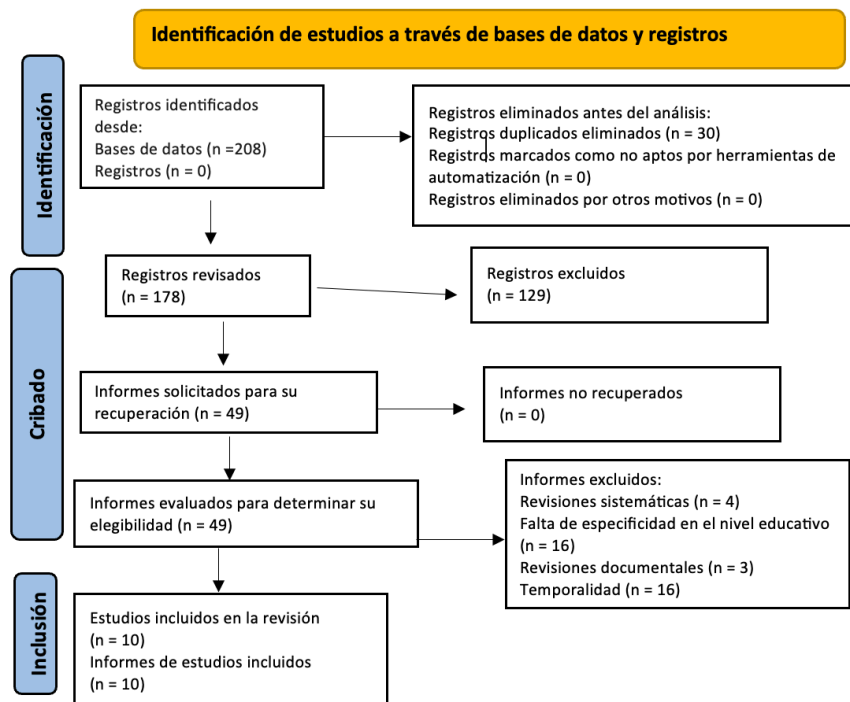 Identificación de estudios a través de bases de datos y registros
Identificación
Registros identificados
desde:
Bases de datos (n =208)
Registros (n = 0)
Registros eliminados antes del análisis:
Registros duplicados eliminados (n = 30)
Registros marcados como no aptos por herramientas de
automatización (n = 0)
Registros eliminados por otros motivos (n = 0)
Cribado
Registros revisados
(n = 178)
Registros excluidos
(n = 129)
Informes solicitados para su
recuperación (n = 49)
Informes no recuperados
(n = 0)
Informes evaluados para determinar su
elegibilidad (n = 49)
Informes excluidos:
Revisiones sistemáticas (n = 4)
Falta de especificidad en el nivel educativo
(n = 16)
Revisiones documentales (n = 3)
Temporalidad (n = 16)
Inclusión
Estudios incluidos en la revisión
(n = 10)
Informes de estudios incluidos
(n = 10)